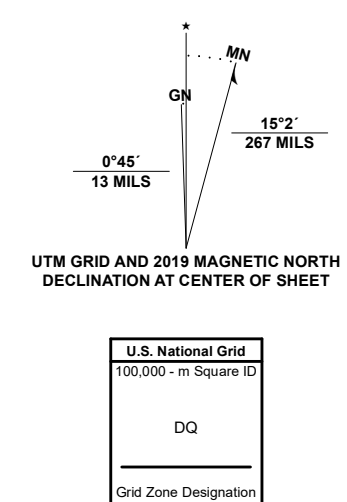 ★
MN
GN
15°2´
267 MILS
0°45´
13 MILS
UTM GRID AND 2019 MAGNETIC NORTH
DECLINATION AT CENTER OF SHEET
U.S. National Grid
100,000 - m Square ID
DQ
Grid Zone Designation